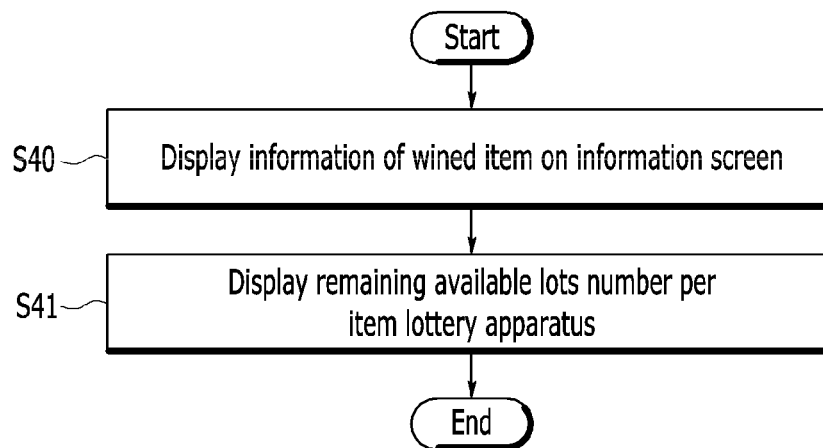 Start
S40
Display information of wined item on information screen
S41
Display remaining available lots number per
item lottery apparatus
End